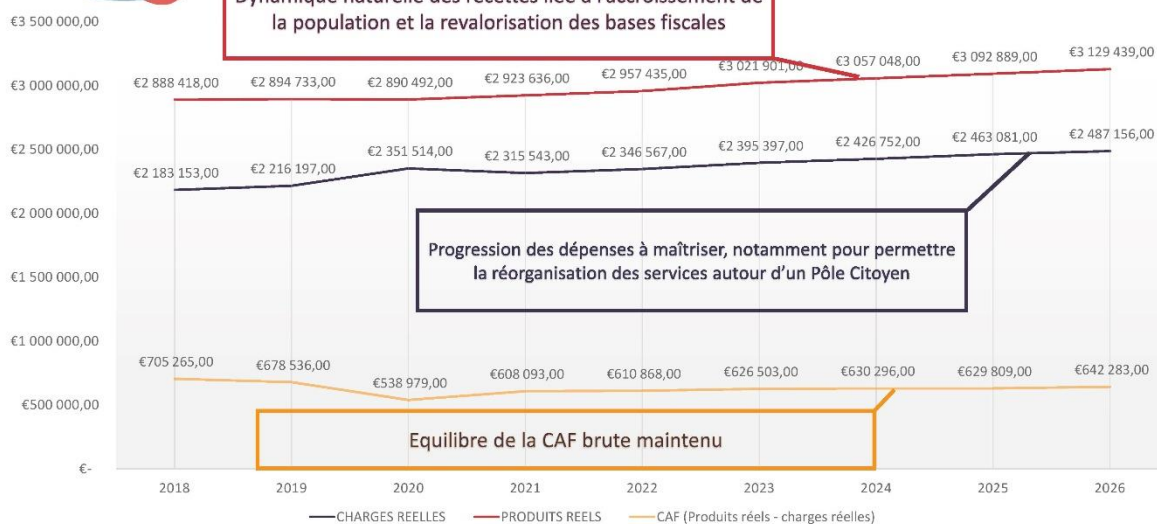 Dynamique naturelle des recettes liée à l'accroissement de
la population et la revalorisation des bases fiscales
€3 500 000,00
€3 000 000,00
€2 500 000,00
€2 000 000,00
€1 500 000,00
€1 000 000,00
€500 000,00
€-
€2 888 418,00
€2 894 733,00
€2 890 492,00
€2 923 636,00
€2 957 435,00
€3 021 901,00
€3 057 048,00
€3 092 889,00
€3 129 439,00
€2 183 153,00
€2 216 197,00
€2 351 514,00
€2 315 543,00
€2 346 567,00
€2 395 397,00
€2 426 752,00
€2 463 081,00
€2 487 156,00
Progression des dépenses à maîtriser, notamment pour permettre
la réorganisation des services autour d'un Pôle Citoyen
€705 265,00
€678 536,00
€538 979,00
€608 093,00
€610 868,00
€626 503,00
€630 296,00
€629 809,00
€642 283,00
Equilibre de la CAF brute maintenu
2018 2019 2020 2021 2022 2023 2024 2025 2026
CHARGES REELLES PRODUITS REELS CAF (Produits réels - charges réelles)